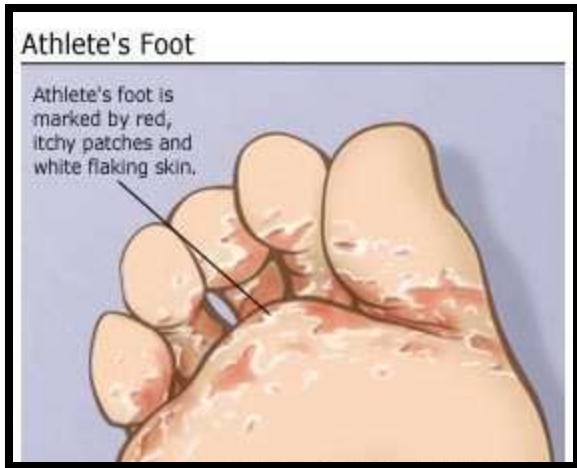 Athlete's Foot
Athlete's foot is
marked by red,
itchy patches and
white flaking skin.